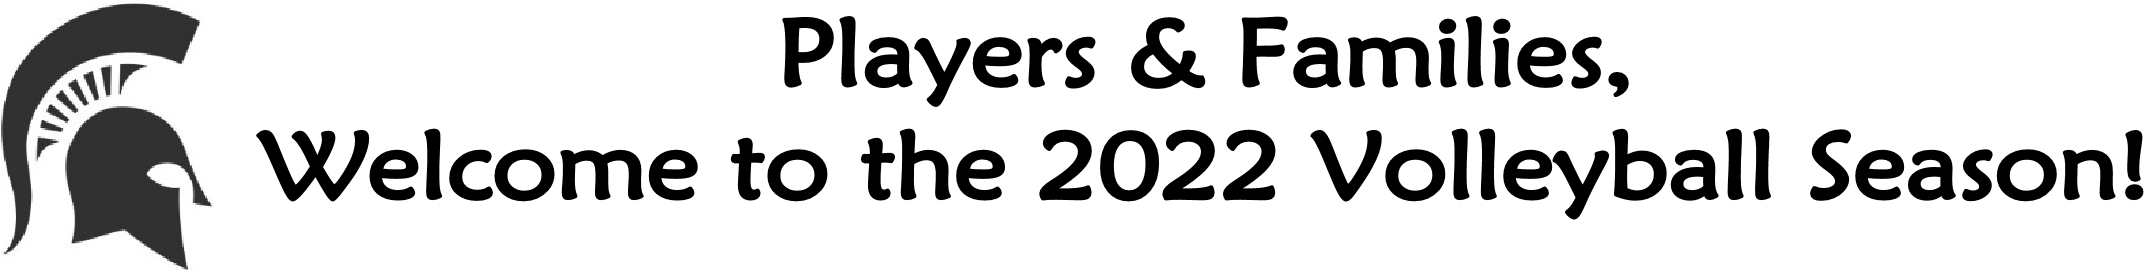 Players & Families,
Welcome to the 2022 Volleyball Season!